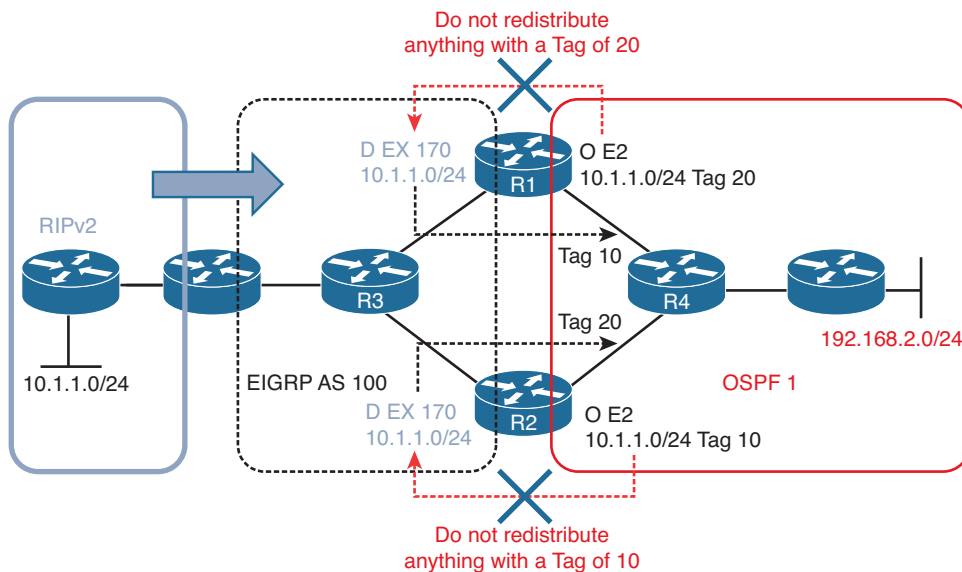 Do not redistribute
anything with a Tag of 20
D EX 170
10.1.1.0/24
R1
O E2
10.1.1.0/24 Tag 20
RIPv2
Tag 10
R3
R4
Tag 20
192.168.2.0/24
10.1.1.0/24
EIGRP AS 100
OSPF 1
D EX 170
10.1.1.0/24
R2
O E2
10.1.1.0/24 Tag 10
Do not redistribute
anything with a Tag of 10